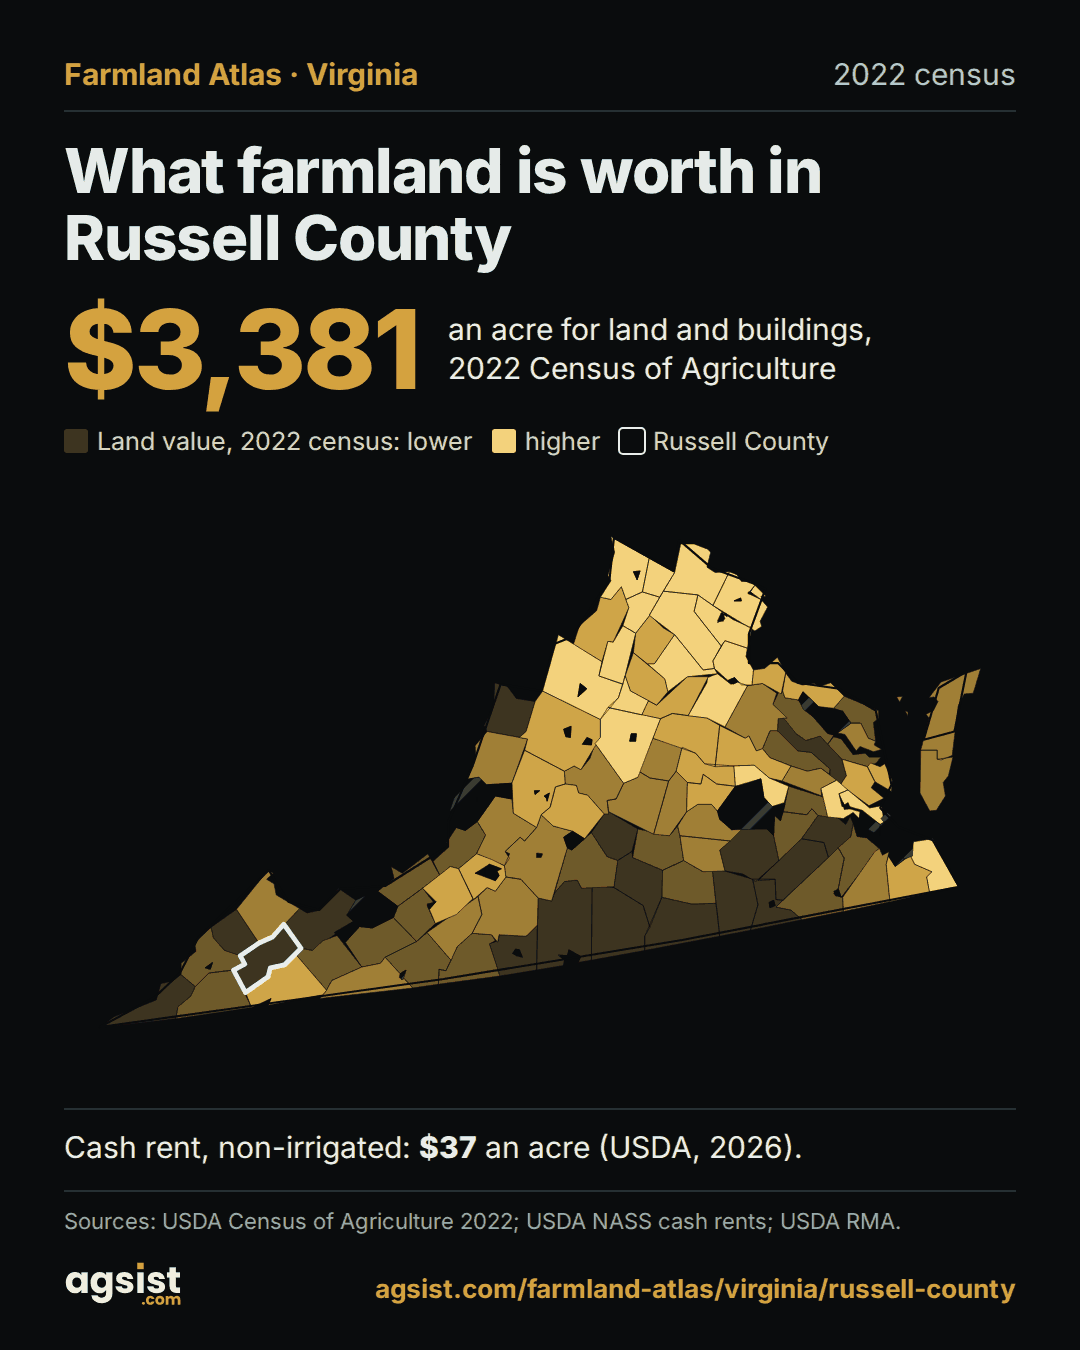 Farmland Atlas · Virginia
2022 census
What farmland is worth in
Russell County
$3,381
an acre for land and buildings,
2022 Census of Agriculture
Land value, 2022 census: lower higher Russell County
Cash rent, non-irrigated: $37 an acre (USDA, 2026).
Sources: USDA Census of Agriculture 2022; USDA NASS cash rents; USDA RMA.
agsist
.com
agsist.com/farmland-atlas/virginia/russell-county